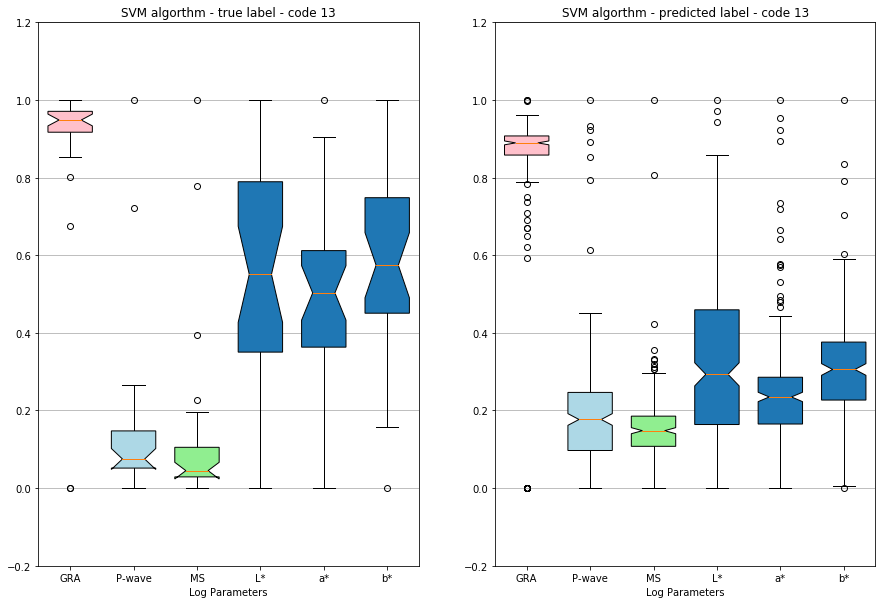 SVM algorthm - true label - code 13
1.2
1.0
0.8
0.6
0.4
0.2
0.0
−0.2
GRA P-wave MS L* a* b*
Log Parameters
SVM algorthm - predicted label - code 13
1.2
1.0
0.8
0.6
0.4
0.2
0.0
−0.2
GRA P-wave MS L* a* b*
Log Parameters